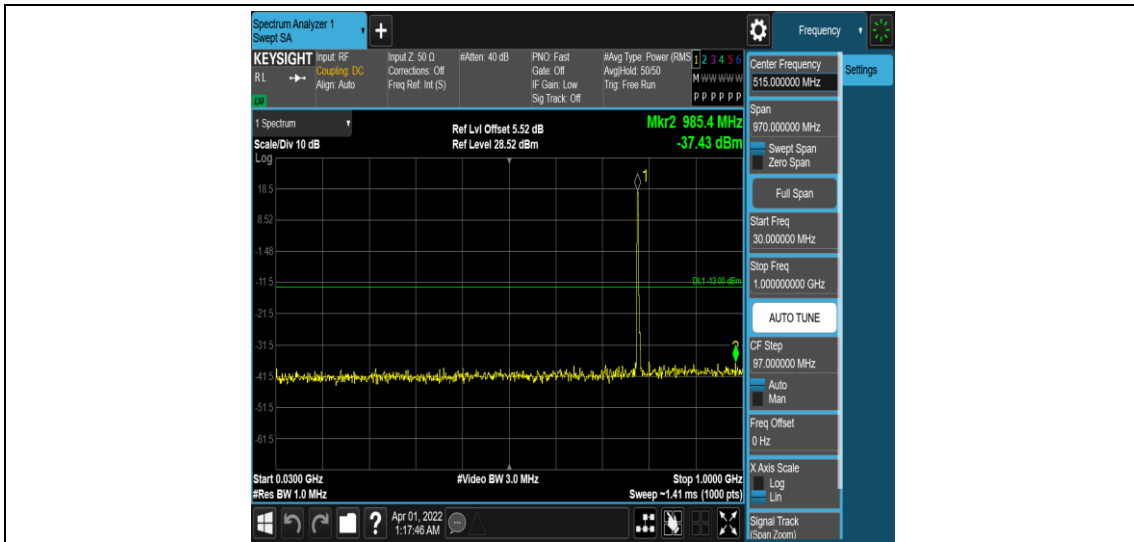 Spectrum Analyzer 1
Swept SA
+
Frequency
KEYSIGHT
RL
Input: RF
Coupling: DC
Align: Auto
Input Z: 50 Ω
Corrections: Off
Freq Ref: Int (S)
#Atten: 40 dB
PNO: Fast
Gate: Off
IF Gain: Low
Sig Track: Off
#Avg Type: Power (RMS
Avg|Hold: 50/50
Trig: Free Run
1 2 3 4 5 6
M W W W W W
P P P P P P
1 Spectrum
Scale/Div 10 dB
Log
Ref Lvl Offset 5.52 dB
Ref Level 28.52 dBm
Mkr2 985.4 MHz
-37.43 dBm
1
18.5
8.52
-1.48
-11.5
DL1 -13.00 dBm
-21.5
-31.5
2
-41.5
-51.5
-61.5
Start 0.0300 GHz
#Res BW 1.0 MHz
#Video BW 3.0 MHz
Stop 1.0000 GHz
Sweep ~1.41 ms (1000 pts)
Center Frequency
515.000000 MHz
Settings
Span
970.000000 MHz
Swept Span
Zero Span
Full Span
Start Freq
30.000000 MHz
Stop Freq
1.000000000 GHz
AUTO TUNE
CF Step
97.000000 MHz
Auto
Man
Freq Offset
0 Hz
X Axis Scale
Log
Lin
Signal Track
(Span Zoom)
?
Apr 01, 2022
1:17:46 AM